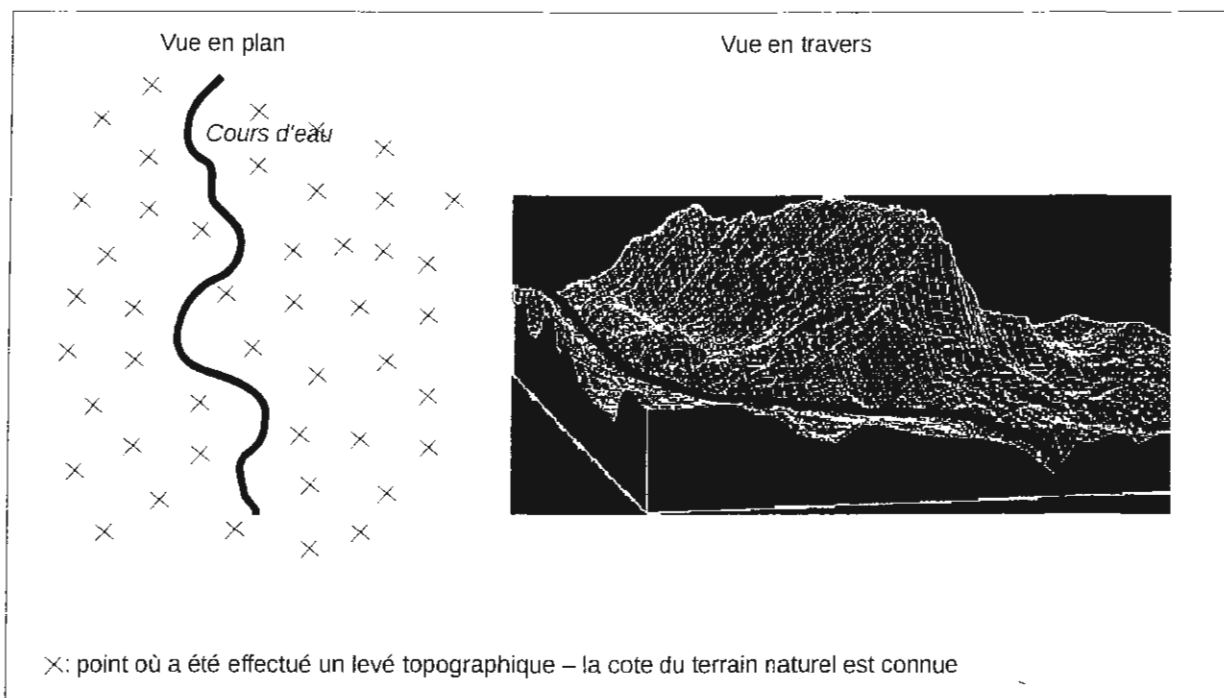 Vue en plan
Vue en travers
Cours d'eau
×: point où a été effectué un levé topographique – la cote du terrain naturel est connue